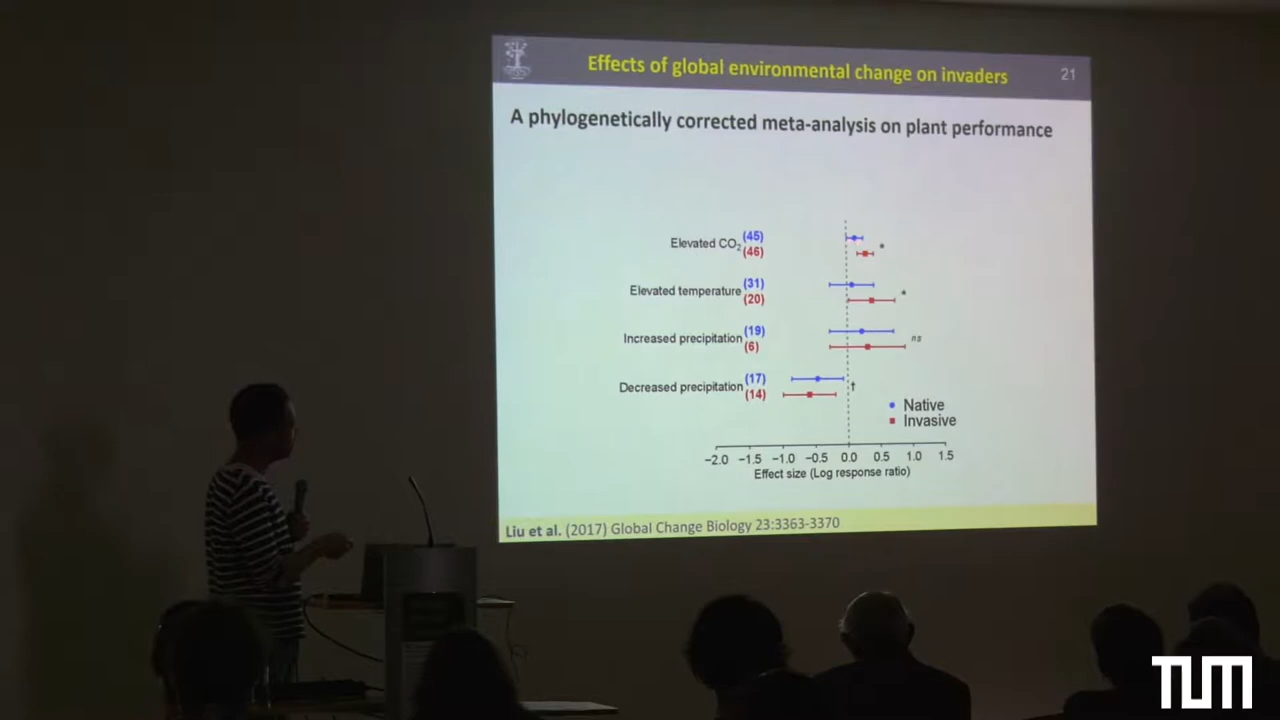 Effects of global environmental change on invaders
21
A phylogenetically corrected meta-analysis on plant performance
Elevated CO₂ (45)
(46)
*
Elevated temperature (31)
(20)
*
Increased precipitation (19)
(6)
ns
Decreased precipitation (17)
(14)
†
Native
Invasive
−2.0 −1.5 −1.0 −0.5 0.0 0.5 1.0 1.5
Effect size (Log response ratio)
Liu et al. (2017) Global Change Biology 23:3363-3370
TUM